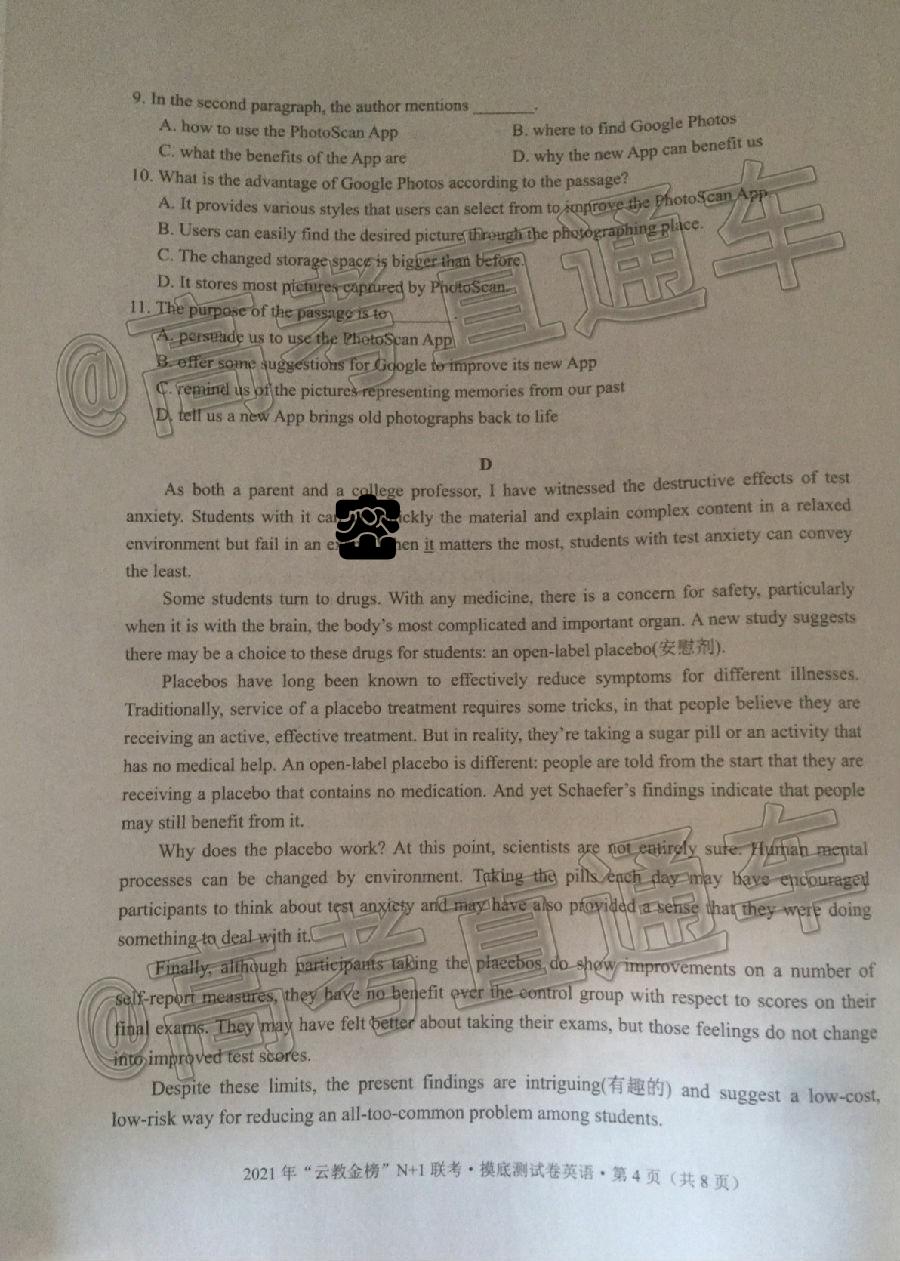 9. In the second paragraph, the author mentions ________.
A. how to use the PhotoScan App B. where to find Google Photos
C. what the benefits of the App are D. why the new App can benefit us
10. What is the advantage of Google Photos according to the passage?
A. It provides various styles that users can select from to improve the PhotoScan App.
B. Users can easily find the desired picture through the photographing place.
C. The changed storage space is bigger than before.
D. It stores most pictures captured by PhotoScan.
11. The purpose of the passage is to ________.
A. persuade us to use the PhotoScan App
B. offer some suggestions for Google to improve its new App
C. remind us of the pictures representing memories from our past
D. tell us a new App brings old photographs back to life
@高考直通车
D
As both a parent and a college professor, I have witnessed the destructive effects of test
anxiety. Students with it the material and explain complex content in a relaxed
environment but fail in an it matters the most, students with test anxiety can convey
the least.
Some students turn to drugs. With any medicine, there is a concern for safety, particularly
when it is with the brain, the body's most complicated and important organ. A new study suggests
there may be a choice to these drugs for students: an open-label placebo(安慰剂).
Placebos have long been known to effectively reduce symptoms for different illnesses.
Traditionally, service of a placebo treatment requires some tricks, in that people believe they are
receiving an active, effective treatment. But in reality, they're taking a sugar pill or an activity that
has no medical help. An open-label placebo is different: people are told from the start that they are
receiving a placebo that contains no medication. And yet Schaefer's findings indicate that people
may still benefit from it.
Why does the placebo work? At this point, scientists are not entirely sure. Human mental
processes can be changed by environment. Taking the pills each day may have encouraged
participants to think about test anxiety and may have also provided a sense that they were doing
something to deal with it.
Finally, although participants taking the placebos do show improvements on a number of
self-report measures, they have no benefit over the control group with respect to scores on their
final exams. They may have felt better about taking their exams, but those feelings do not change
into improved test scores.
@高考直通车
Despite these limits, the present findings are intriguing(有趣的) and suggest a low-cost,
low-risk way for reducing an all-too-common problem among students.
2021 年“云教金榜”N+1 联考·摸底测试卷英语·第 4 页（共 8 页）